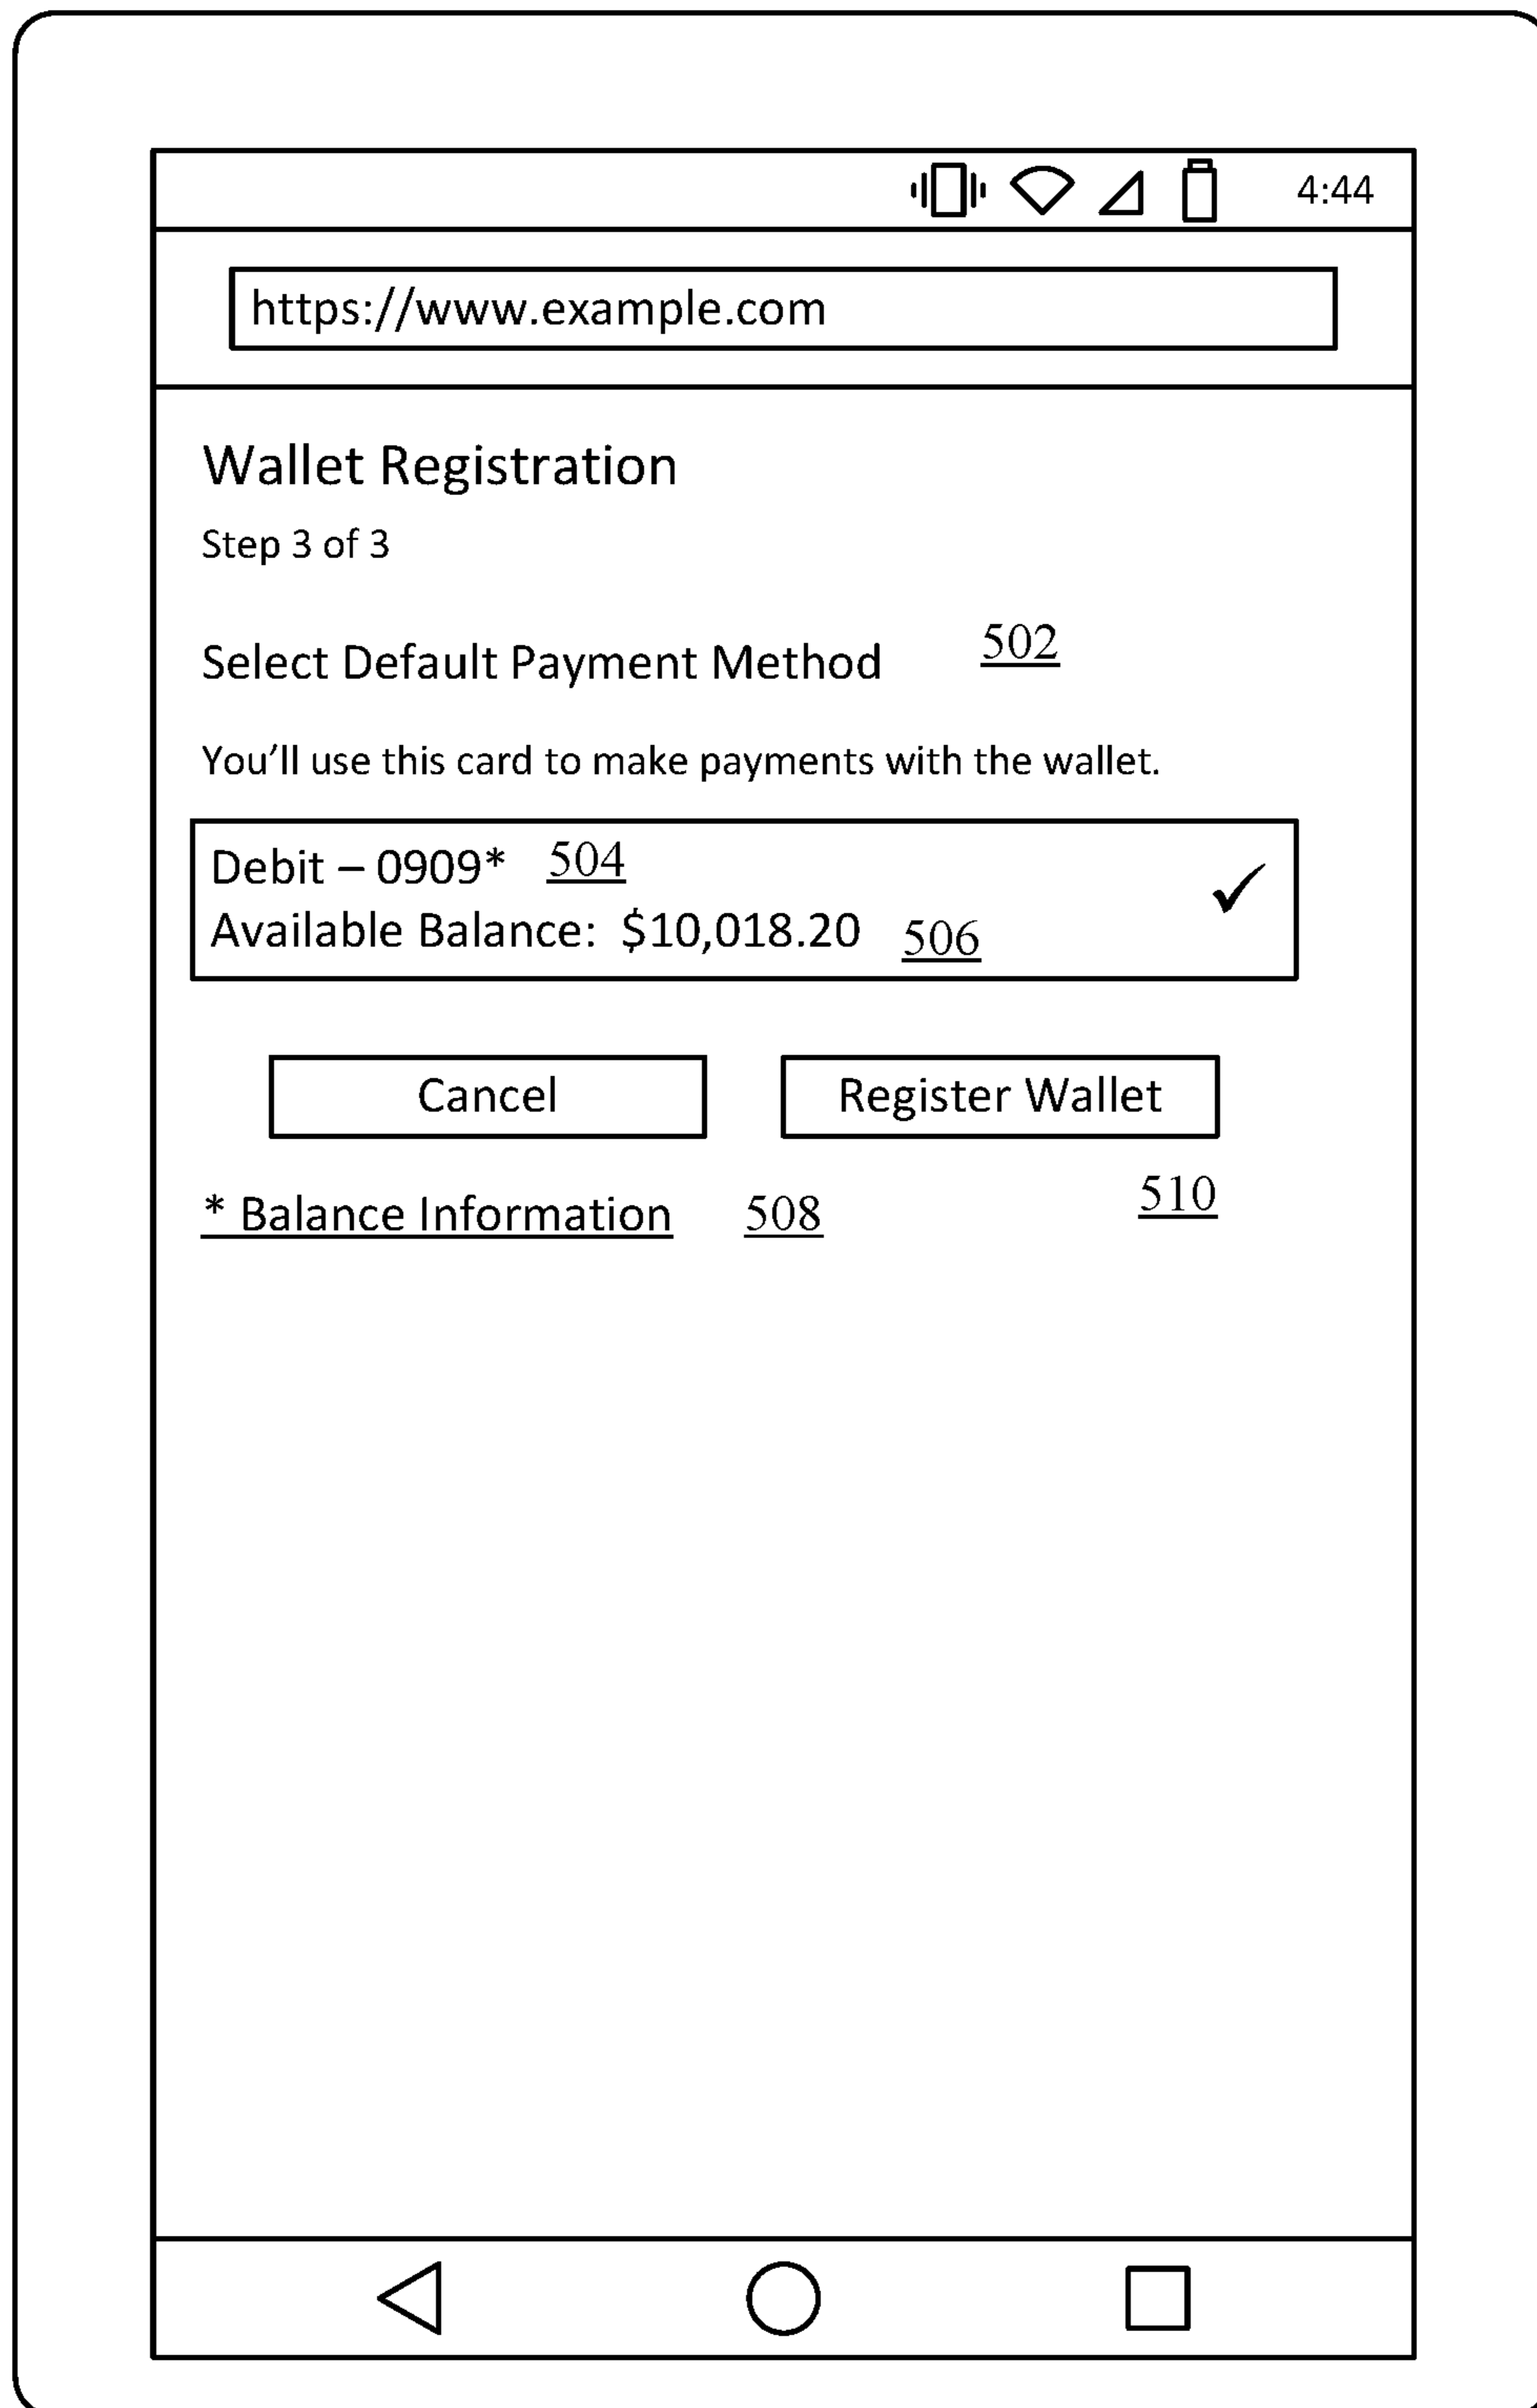 4:44
https://www.example.com
Wallet Registration
Step 3 of 3
Select Default Payment Method 502
You’ll use this card to make payments with the wallet.
Debit – 0909* 504
Available Balance: $10,018.20 506
Cancel Register Wallet
* Balance Information 508 510